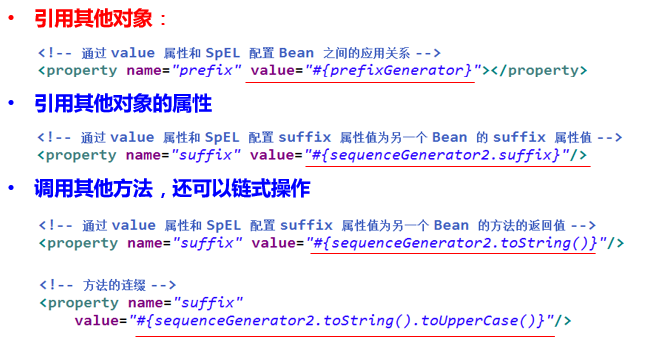 • 引用其他对象：
<!-- 通过 value 属性和 SpEL 配置 Bean 之间的应用关系 -->
<property name="prefix" value="#{prefixGenerator}"></property>
• 引用其他对象的属性
<!-- 通过 value 属性和 SpEL 配置 suffix 属性值为另一个 Bean 的 suffix 属性值 -->
<property name="suffix" value="#{sequenceGenerator2.suffix}"/>
• 调用其他方法，还可以链式操作
<!-- 通过 value 属性和 SpEL 配置 suffix 属性值为另一个 Bean 的方法的返回值 -->
<property name="suffix" value="#{sequenceGenerator2.toString()}"/>
<!-- 方法的连缀 -->
<property name="suffix"
value="#{sequenceGenerator2.toString().toUpperCase()}"/>